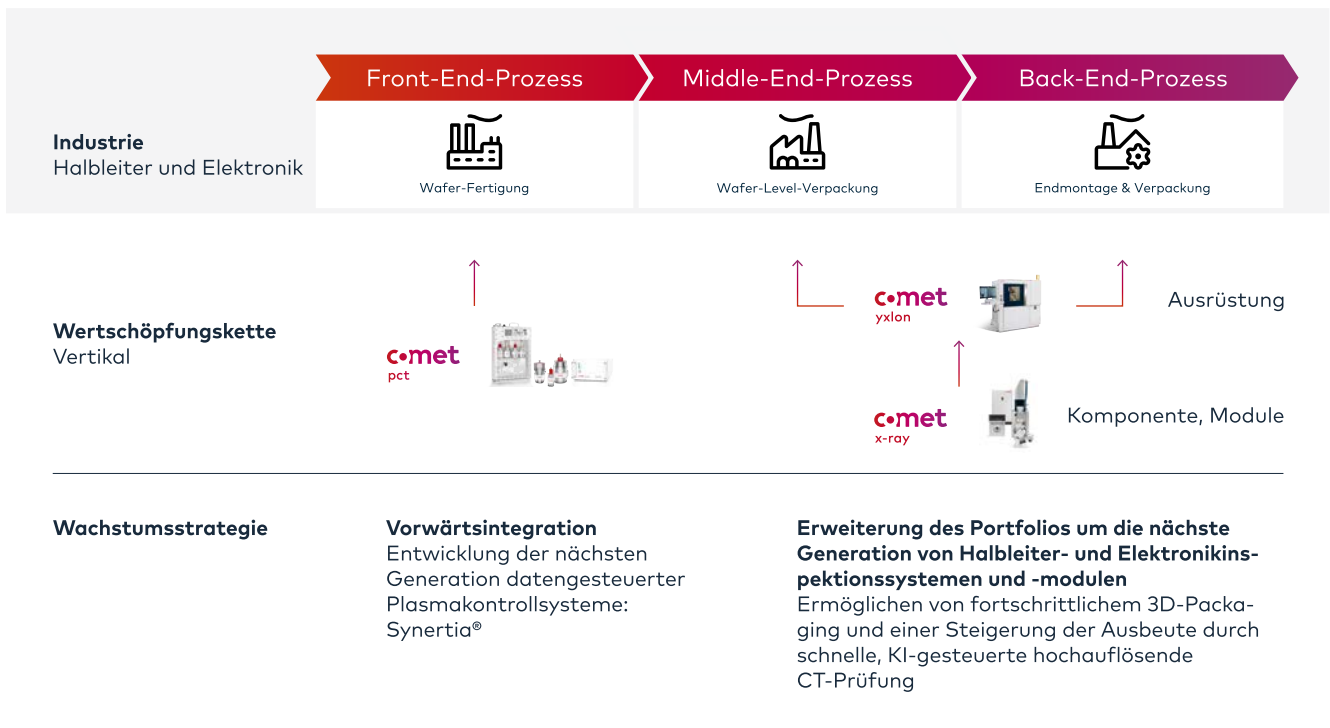 Front-End-Prozess
Middle-End-Prozess
Back-End-Prozess
Industrie
Halbleiter und Elektronik
Wafer-Fertigung
Wafer-Level-Verpackung
Endmontage & Verpackung
Wertschöpfungskette
Vertikal
comet
pct
comet
yxlon
Ausrüstung
comet
x-ray
Komponente, Module
Wachstumsstrategie
Vorwärtsintegration
Entwicklung der nächsten
Generation datengesteuerter
Plasmakontrollsysteme:
Synertia®
Erweiterung des Portfolios um die nächste
Generation von Halbleiter- und Elektronikins-
pektionssystemen und -modulen
Ermöglichen von fortschrittlichem 3D-Packa-
ging und einer Steigerung der Ausbeute durch
schnelle, KI-gesteuerte hochauflösende
CT-Prüfung